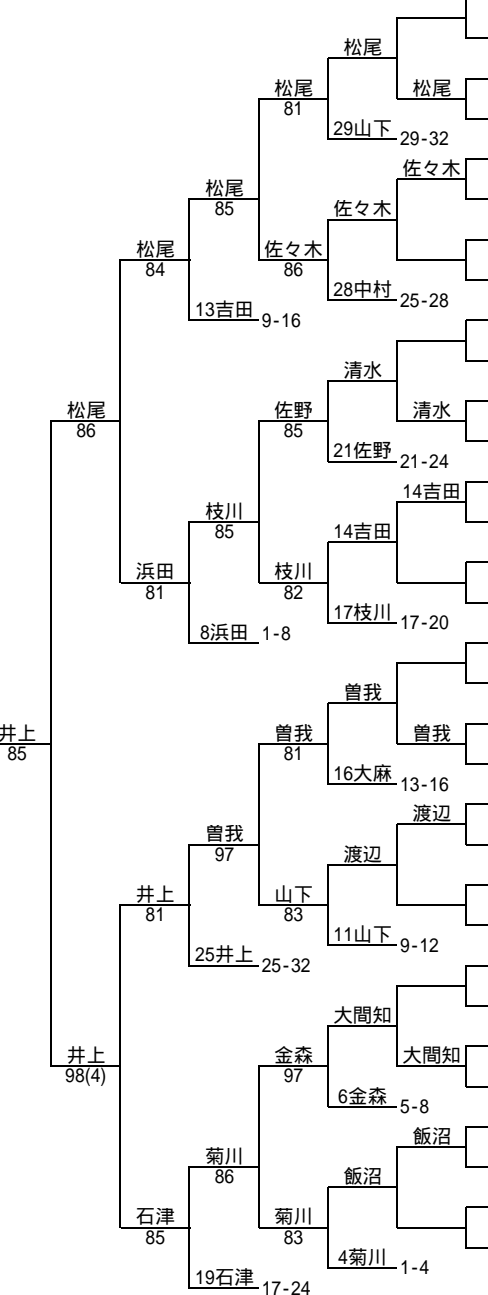 松尾
松尾
松尾
81
29山下 29-32
佐々木
松尾
85
佐々木
松尾
84
佐々木
86
28中村 25-28
13吉田 9-16
清水
松尾
86
佐野
85
清水
21佐野 21-24
14吉田
枝川
85
14吉田
浜田
81
枝川
82
17枝川 17-20
8浜田 1-8
曽我
井上
85
曽我
81
曽我
16大麻 13-16
渡辺
曽我
97
渡辺
井上
81
山下
83
11山下 9-12
25井上 25-32
大間知
井上
98(4)
金森
97
大間知
6金森 5-8
飯沼
菊川
86
飯沼
石津
85
菊川
83
4菊川 1-4
19石津 17-24